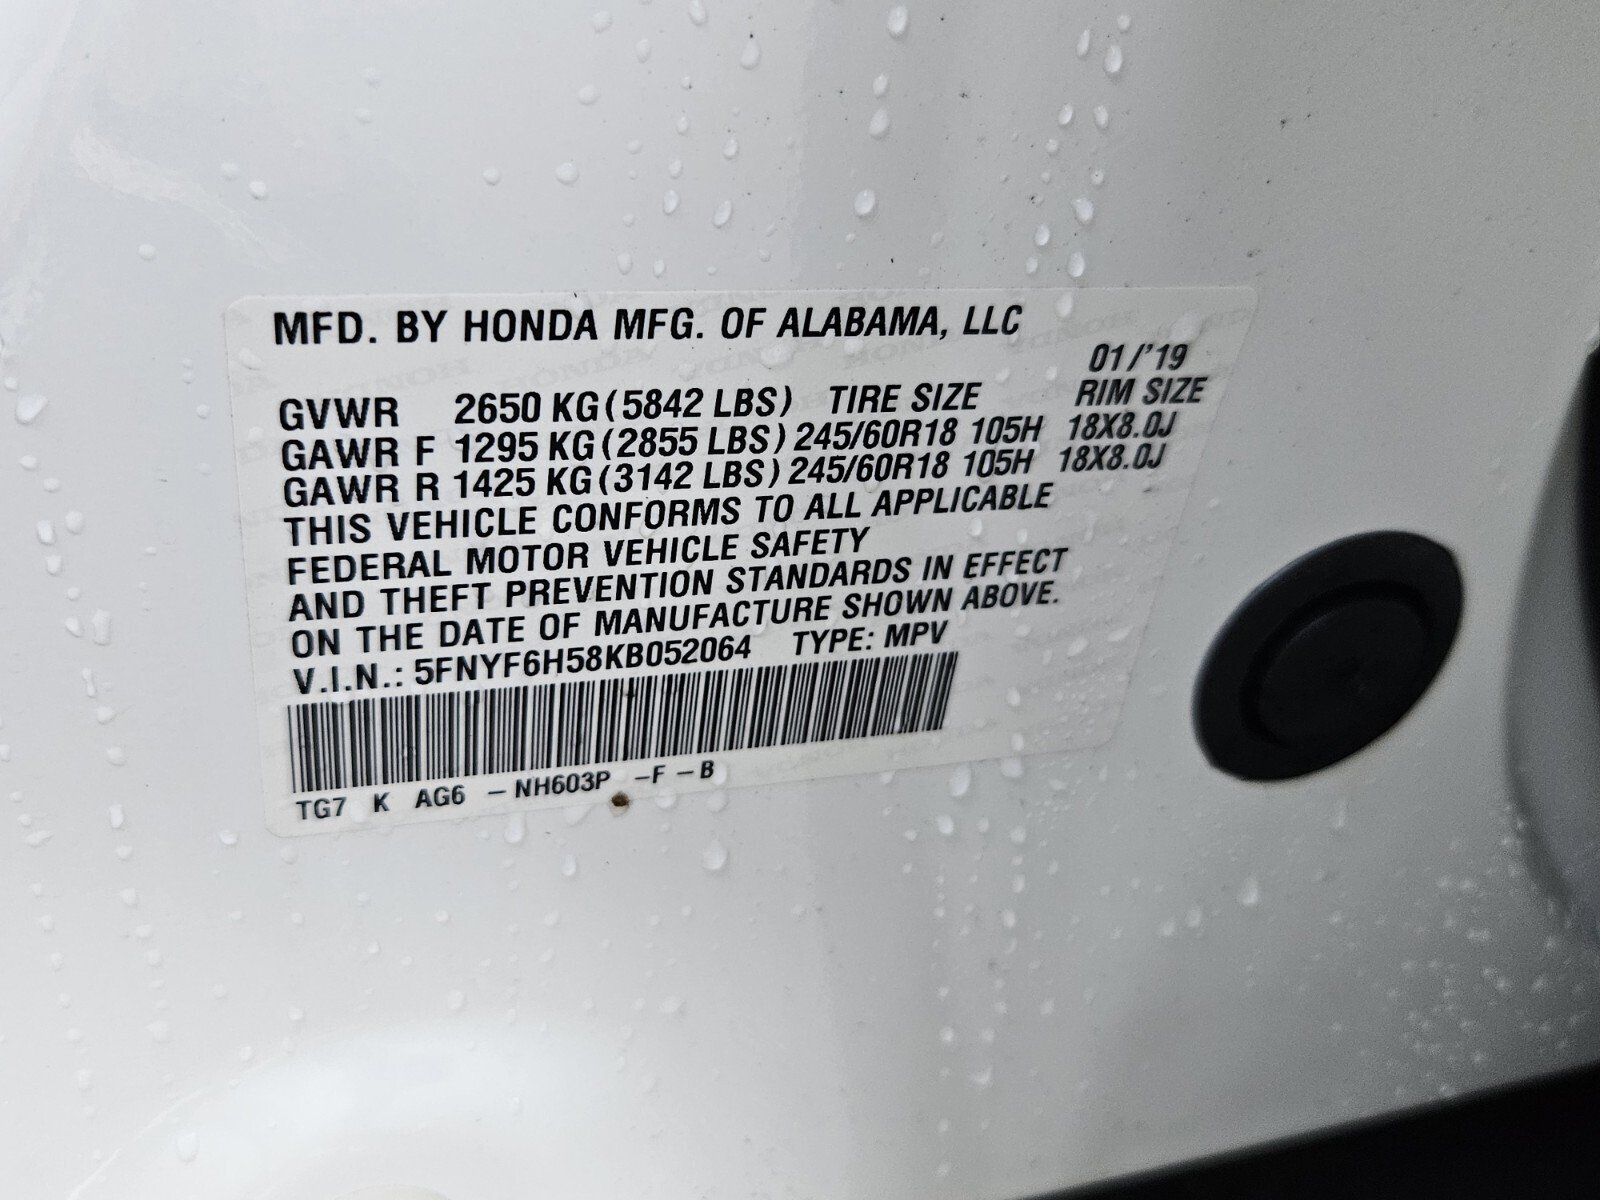 MFD. BY HONDA MFG. OF ALABAMA, LLC
01/'19
GVWR 2650 KG (5842 LBS) TIRE SIZE RIM SIZE
GAWR F 1295 KG (2855 LBS) 245/60R18 105H 18X8.0J
GAWR R 1425 KG (3142 LBS) 245/60R18 105H 18X8.0J
THIS VEHICLE CONFORMS TO ALL APPLICABLE
FEDERAL MOTOR VEHICLE SAFETY
AND THEFT PREVENTION STANDARDS IN EFFECT
ON THE DATE OF MANUFACTURE SHOWN ABOVE.
V.I.N.: 5FNYF6H58KB052064 TYPE: MPV
TG7 K AG6 - NH603P -F - B